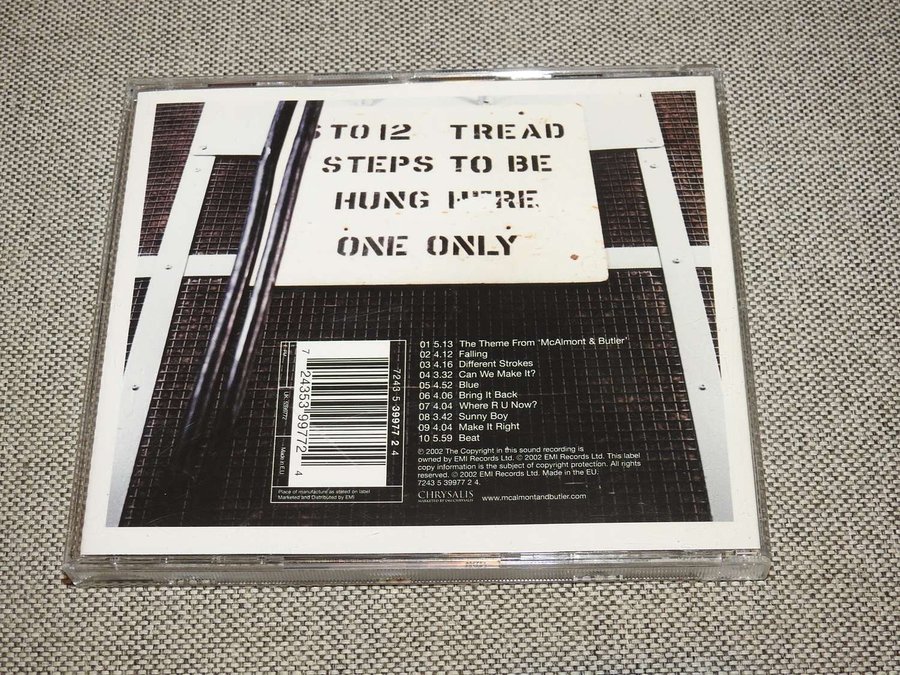 S TO 12 TREAD
STEPS TO BE
HUNG HERE
ONE ONLY
01 5.13 The Theme From 'McAlmont & Butler'
02 4.12 Falling
03 4.16 Different Strokes
04 3.32 Can We Make It?
05 4.52 Blue
06 4.06 Bring It Back
07 4.04 Where R U Now?
08 3.42 Sunny Boy
09 4.04 Make It Right
10 5.59 Beat
℗ 2002 The Copyright in this sound recording is
owned by EMI Records Ltd. © 2002 EMI Records Ltd. This label
copy information is the subject of copyright protection. All rights
reserved. © 2002 EMI Records Ltd. Made in the EU.
7243 5 39977 2 4.
CHRYSALIS
www.mcalmontandbutler.com
7 24353 99772 4
7243 5 39977 2 4
Made in EU
Place of manufacture as stated on label
Marketed and Distributed by EMI